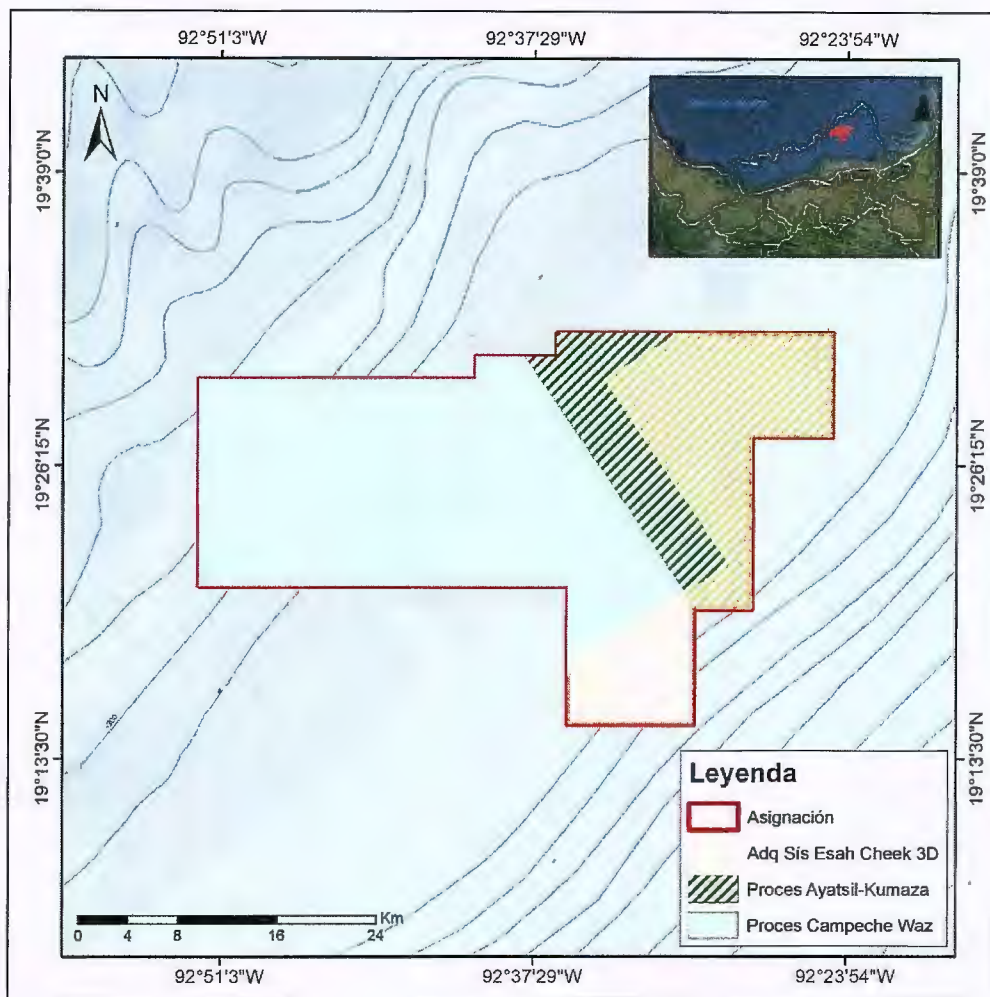 92°51'3"W
92°37'29"W
92°23'54"W
N
19°39'0"N
19°39'0"N
19°26'15"N
19°26'15"N
19°13'30"N
19°13'30"N
Leyenda
Asignación
Adq Sís Esah Cheek 3D
Proces Ayatsil-Kumaza
Proces Campeche Waz
Km
0 4 8 16 24
92°51'3"W
92°37'29"W
92°23'54"W